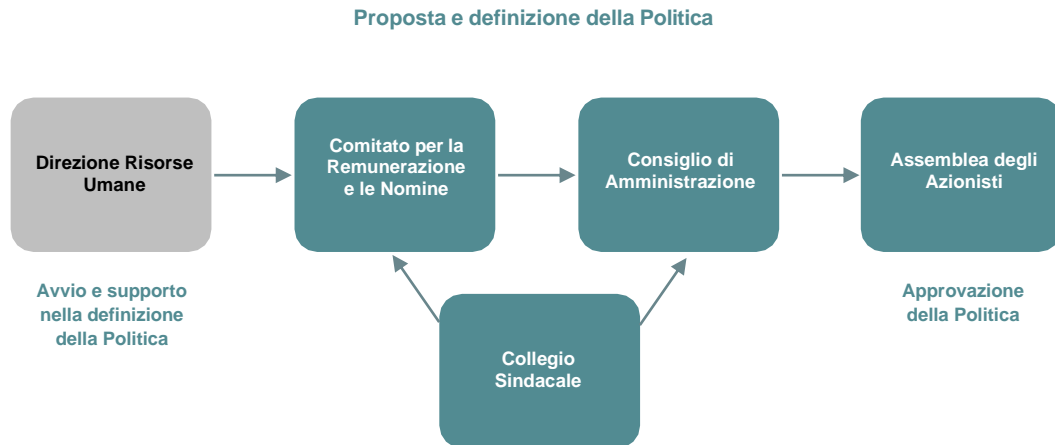 Proposta e definizione della Politica
Direzione Risorse
Umane
Comitato per la
Remunerazione
e le Nomine
Consiglio di
Amministrazione
Assemblea degli
Azionisti
Avvio e supporto
nella definizione
della Politica
Approvazione
della Politica
Collegio
Sindacale